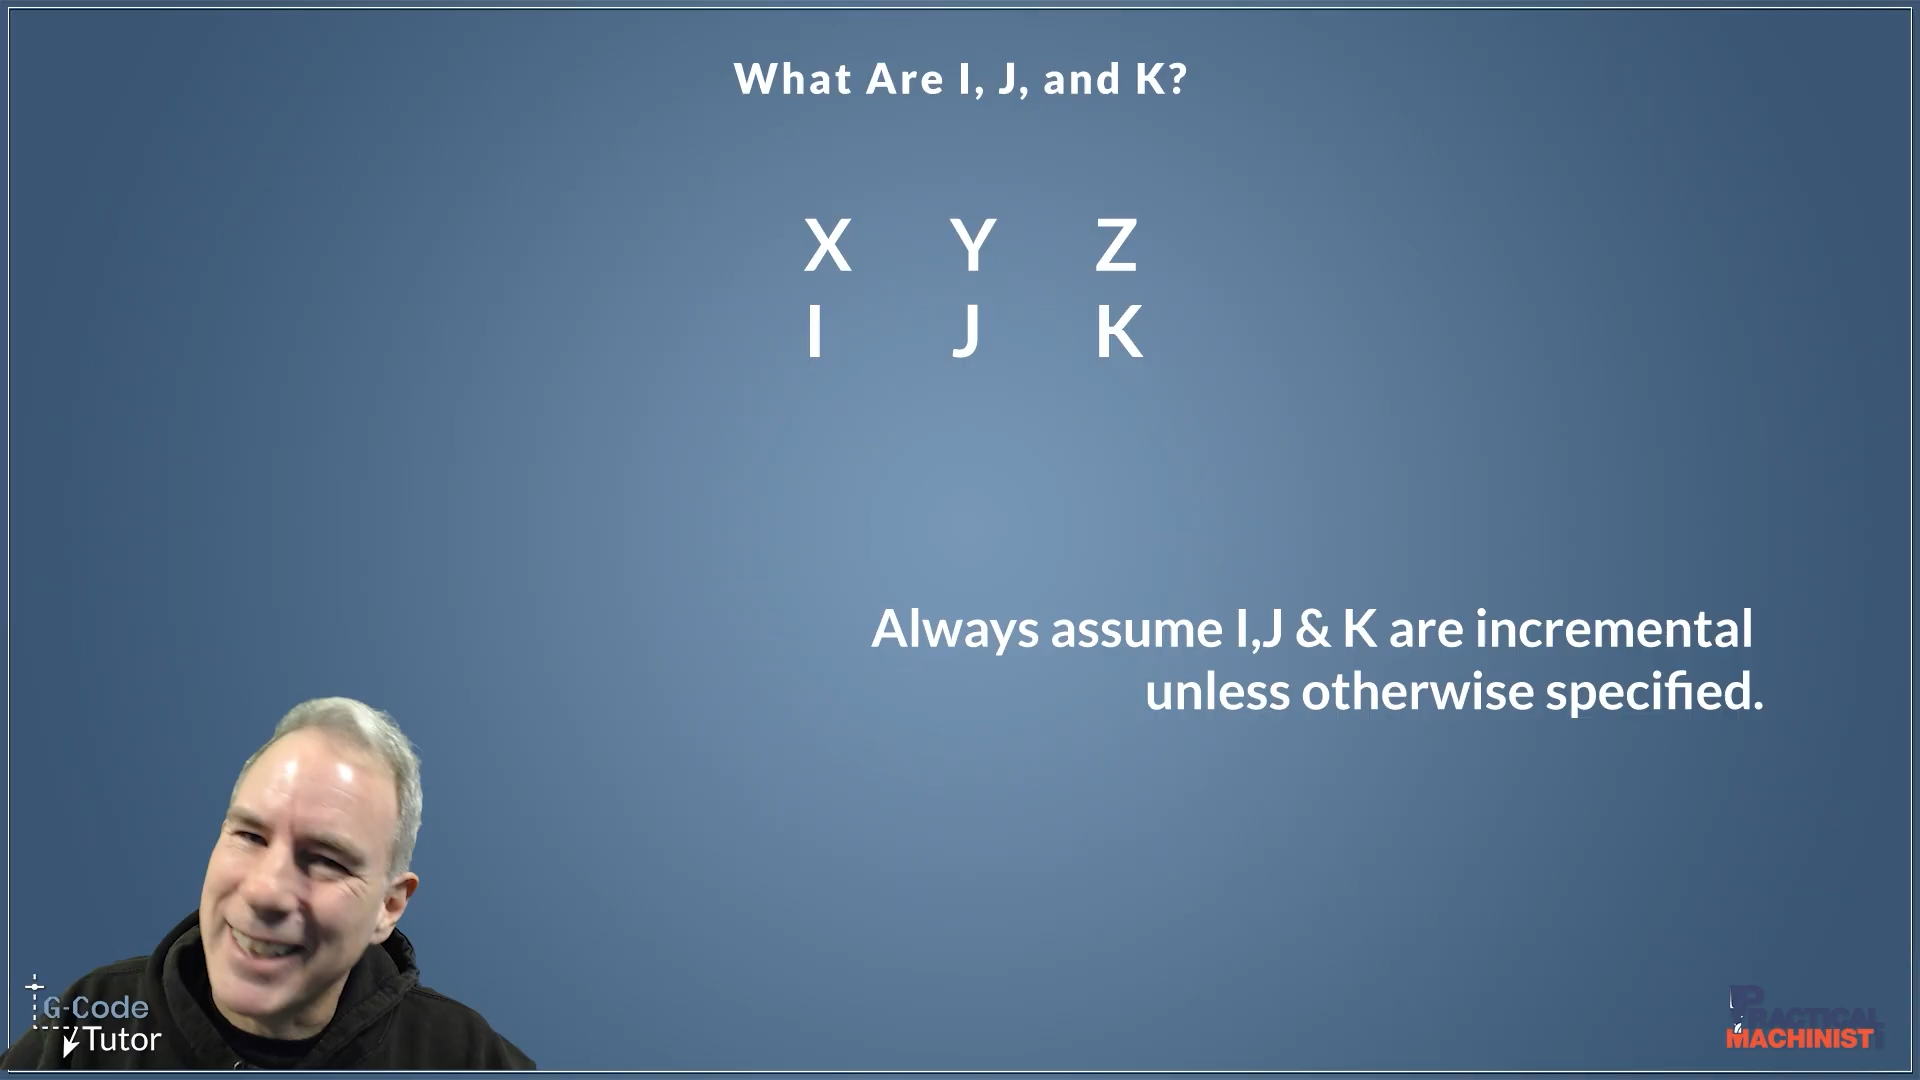 What Are I, J, and K?
X Y Z
I J K
Always assume I,J & K are incremental
unless otherwise specified.
G-Code
Tutor
PRACTICAL
MACHINIST